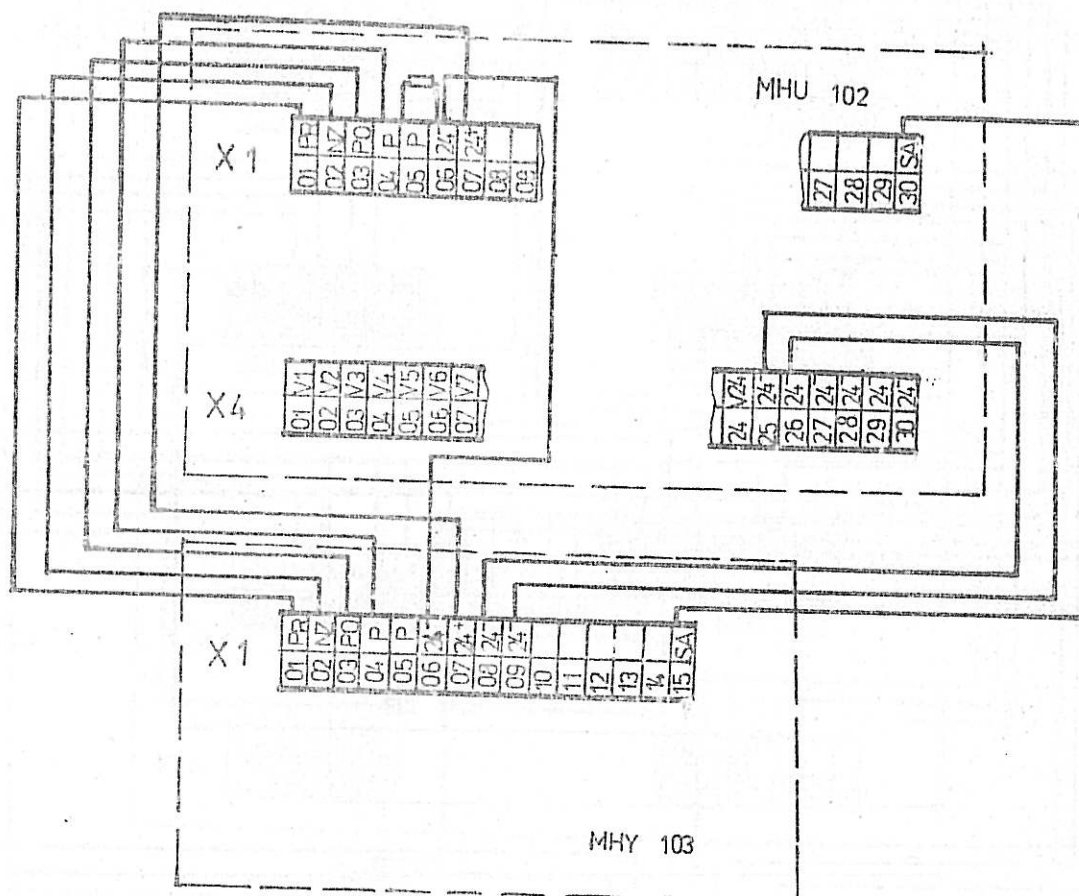 MHU 102
X1
01 PR
02 NZ
03 PO
04 P
05 P
06 24-
07 24+
08
09
27
28
29
30 SA
X4
01 V1
02 V2
03 V3
04 V4
05 V5
06 V6
07 V7
24 V24
25 24
26 24
27 24
28 24
29 24
30 24
X1
01 PR
02 NZ
03 PO
04 P
05 P
06 24-
07 24+
08 24-
09 24-
10
11
12
13
14
15 SA
MHY 103